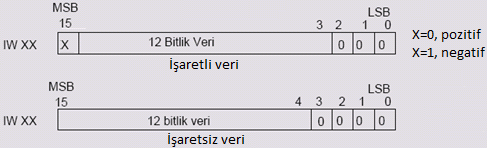 MSB LSB
15 3 2 1 0
IW XX X 12 Bitlik Veri 0 0 0
X=0, pozitif
X=1, negatif
İşaretli veri
MSB LSB
15 4 3 2 1 0
IW XX 12 bitlik veri 0 0 0 0
İşaretsiz veri